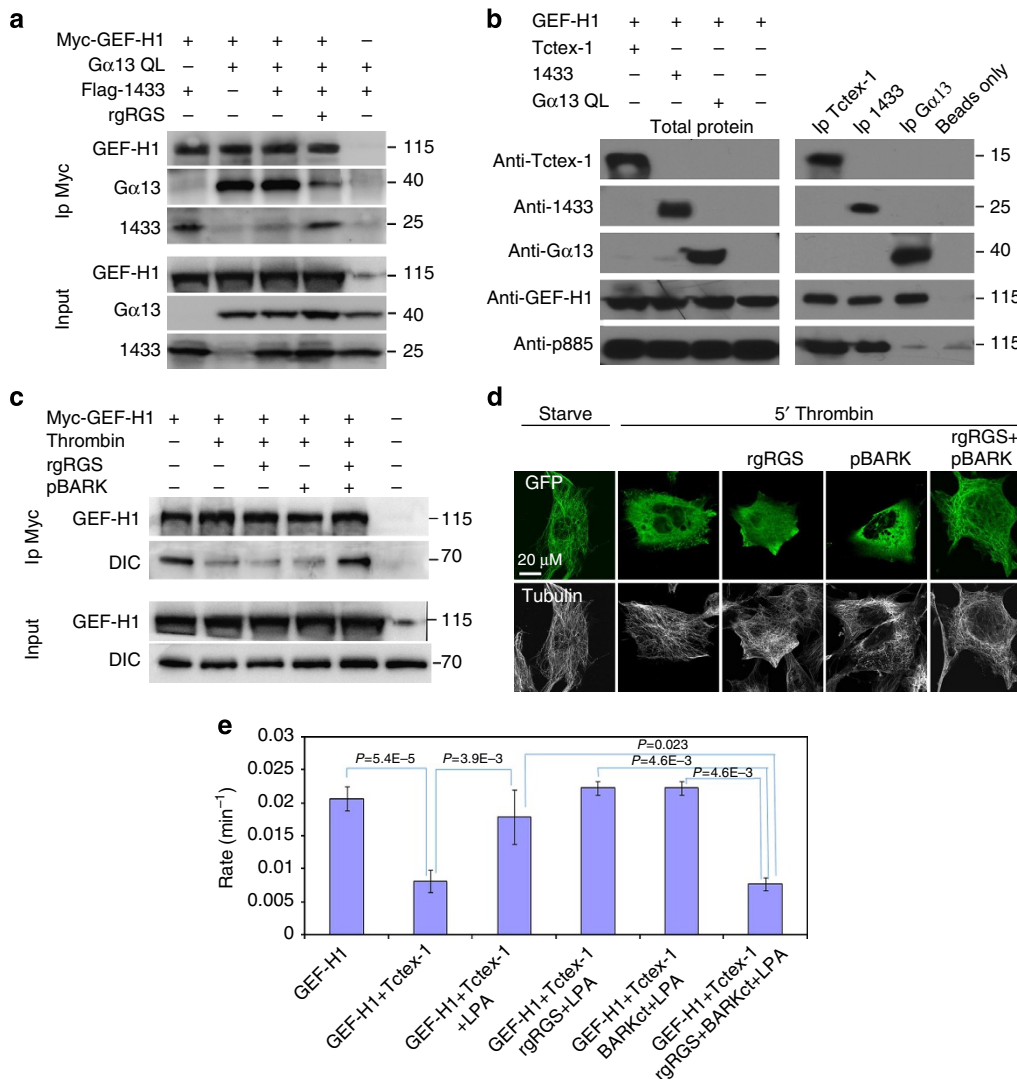 a
Myc-GEF-H1 + + + + –
Gα13 QL – + + + +
Flag-1433 + – + + +
rgRGS – – – + –
Ip Myc
GEF-H1 115
Gα13 40
1433 25
Input
GEF-H1 115
Gα13 40
1433 25
b
GEF-H1 + + + +
Tctex-1 + – – –
1433 – + – –
Gα13 QL – – + –
Total protein
Ip Tctex-1
Ip 1433
Ip Gα13
Beads only
Anti-Tctex-1 15
Anti-1433 25
Anti-Gα13 40
Anti-GEF-H1 115
Anti-p885 115
c
Myc-GEF-H1 + + + + + –
Thrombin – + + + + –
rgRGS – – + – + –
pBARK – – – + + –
Ip Myc
GEF-H1 115
DIC 70
Input
GEF-H1 115
DIC 70
d
Starve
5′ Thrombin
rgRGS
pBARK
rgRGS+
pBARK
GFP
20 µM
Tubulin
e
Rate (min⁻¹)
0.03
0.025
0.02
0.015
0.01
0.005
0
P=5.4E–5
P=3.9E–3
P=0.023
P=4.6E–3
P=4.6E–3
GEF-H1
GEF-H1+Tctex-1
GEF-H1+Tctex-1
+LPA
GEF-H1+Tctex-1
rgRGS+LPA
GEF-H1+Tctex-1
BARKct+LPA
GEF-H1+Tctex-1
rgRGS+BARKct+LPA